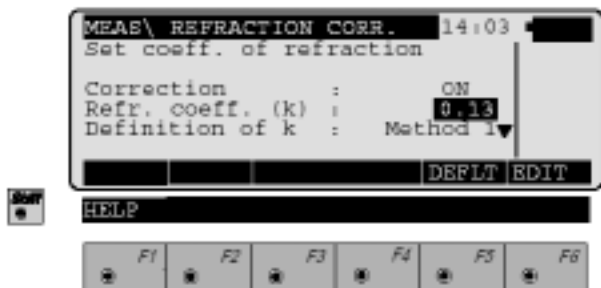 MEAS\ REFRACTION CORR. 14:03
Set coeff. of refraction
Correction : ON
Refr. coeff. (k) : 0.13
Definition of k : Method 1
DEFLT EDIT
HELP
F1 F2 F3 F4 F5 F6